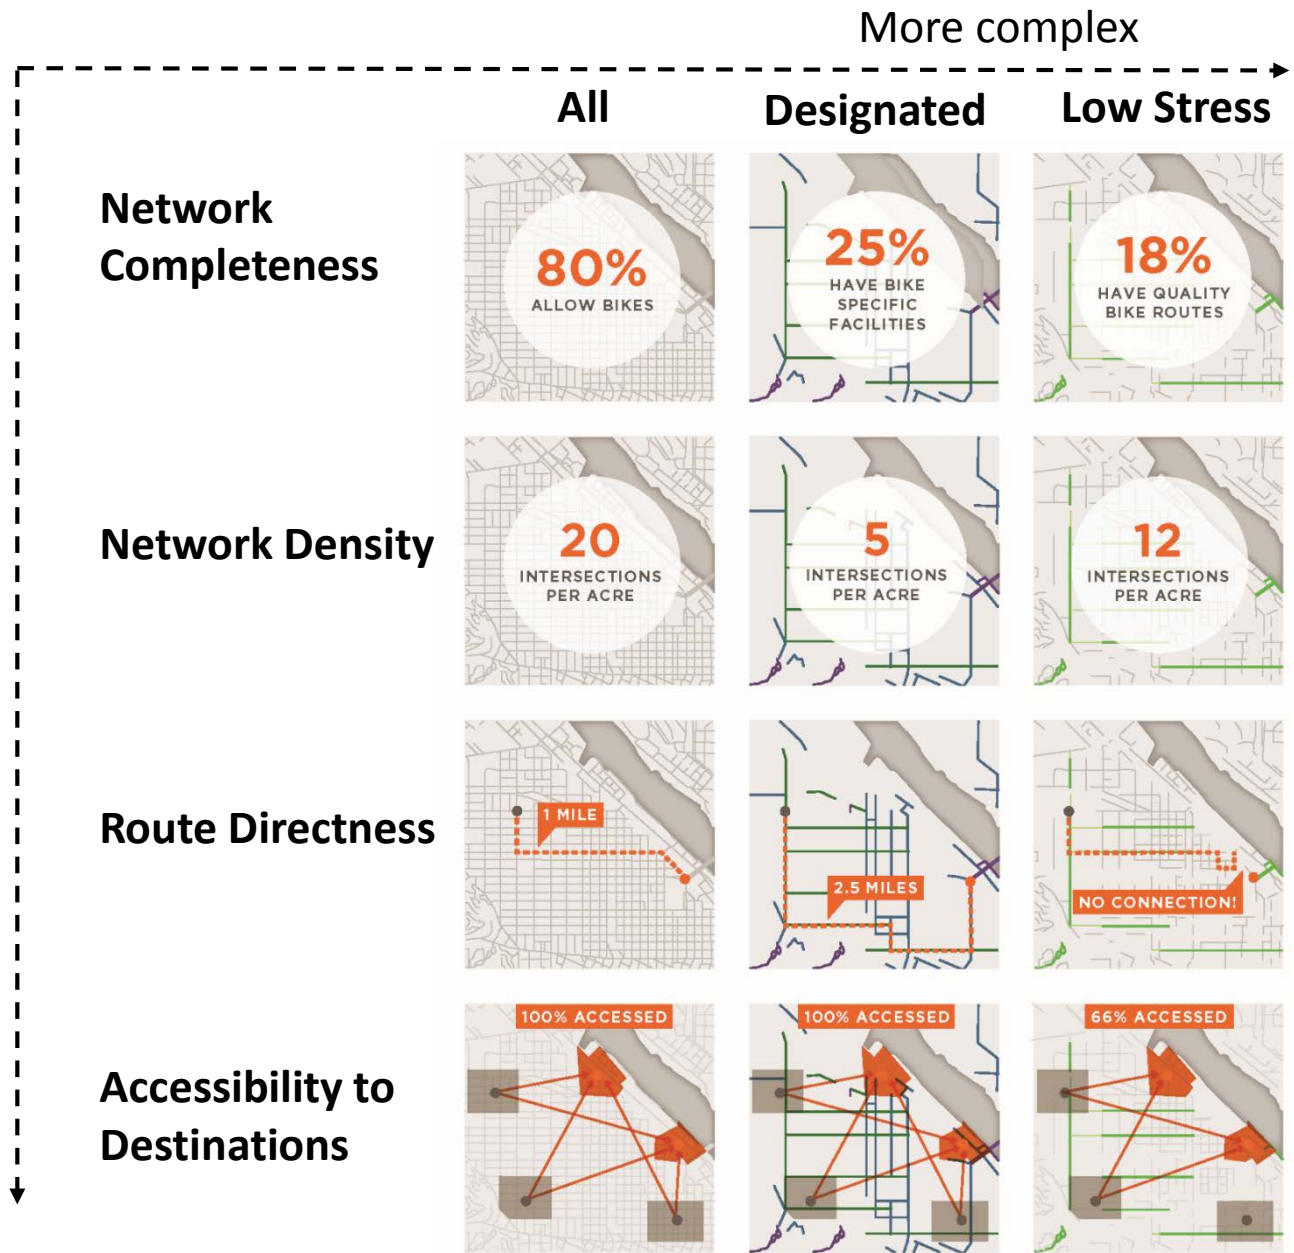 More complex
All
Designated
Low Stress
Network
Completeness
80%
ALLOW BIKES
25%
HAVE BIKE
SPECIFIC
FACILITIES
18%
HAVE QUALITY
BIKE ROUTES
Network Density
20
INTERSECTIONS
PER ACRE
5
INTERSECTIONS
PER ACRE
12
INTERSECTIONS
PER ACRE
Route Directness
1 MILE
2.5 MILES
NO CONNECTION!
Accessibility to
Destinations
100% ACCESSED
100% ACCESSED
66% ACCESSED